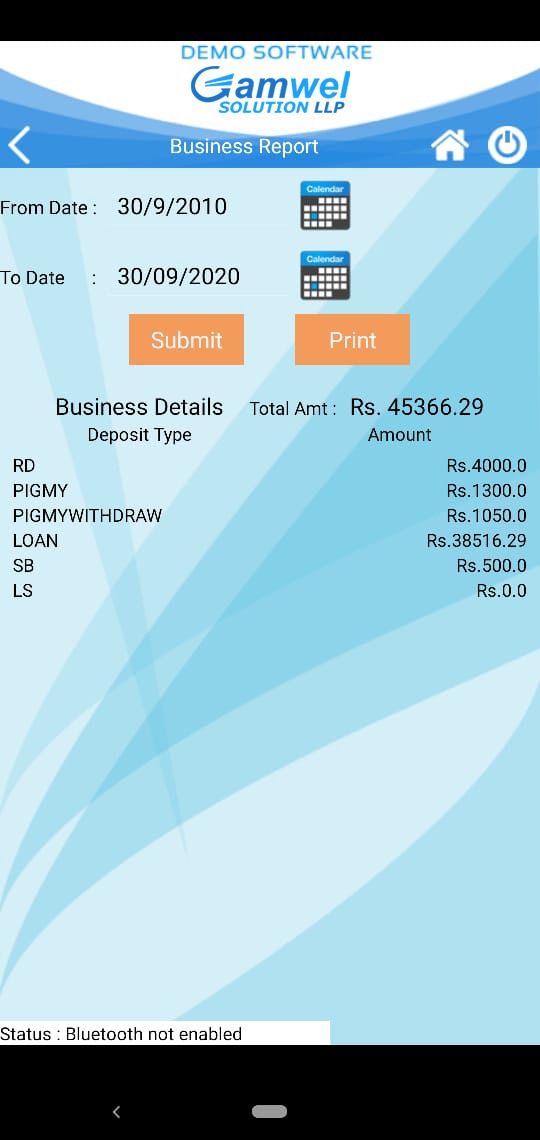 DEMO SOFTWARE
Gamwel
SOLUTION LLP
Business Report
From Date : 30/9/2010
Calendar
To Date : 30/09/2020
Calendar
Submit Print
Business Details Total Amt : Rs. 45366.29
Deposit Type Amount
RD Rs.4000.0
PIGMY Rs.1300.0
PIGMYWITHDRAW Rs.1050.0
LOAN Rs.38516.29
SB Rs.500.0
LS Rs.0.0
Status : Bluetooth not enabled